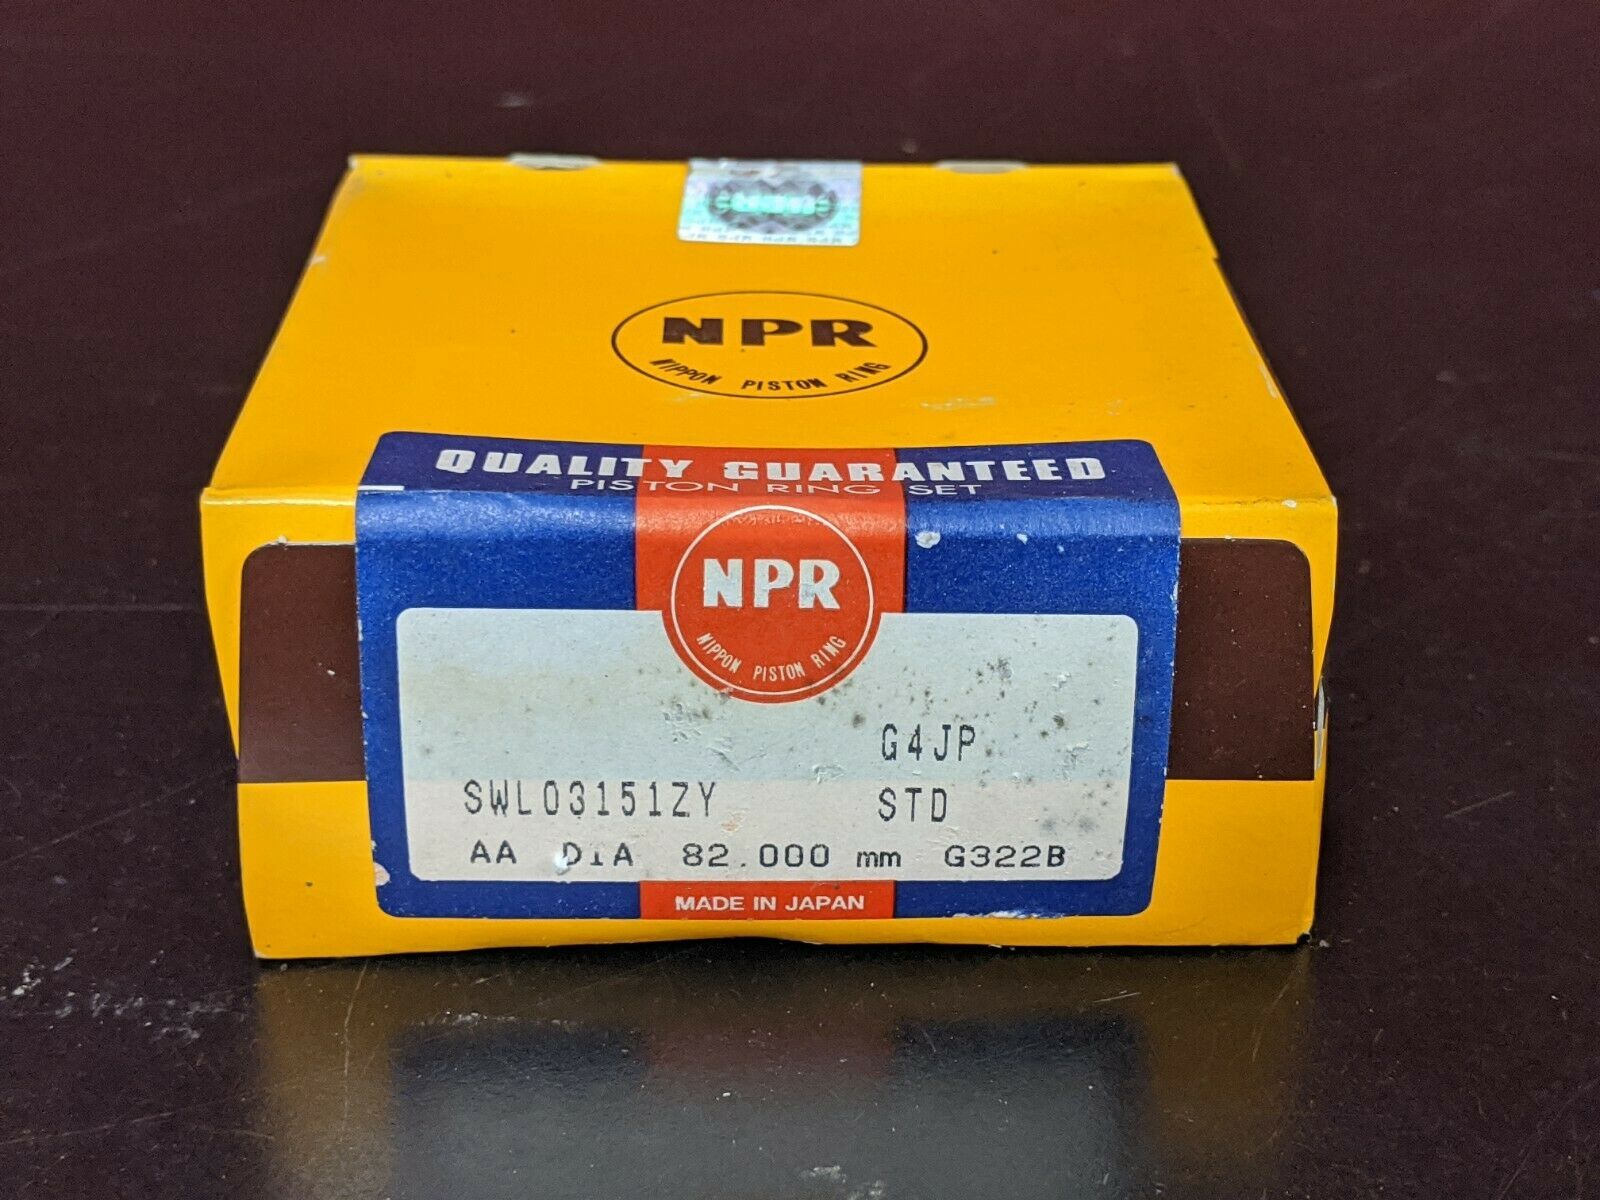 NPR
NIPPON PISTON RING
QUALITY GUARANTEED
PISTON RING SET
NPR
NIPPON PISTON RING
G4JP
SWL03151ZY STD
AA DIA 82.000 mm G322B
MADE IN JAPAN